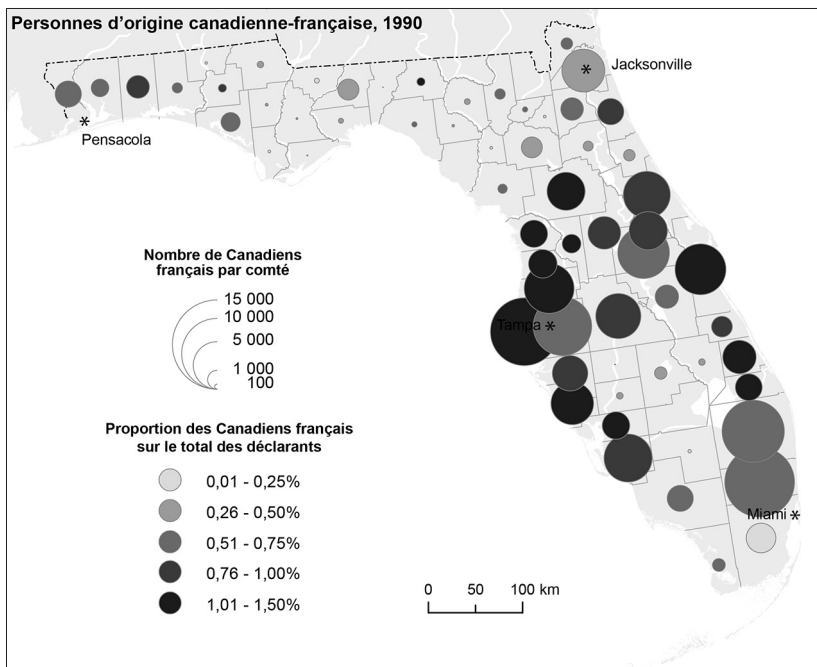 Personnes d’origine canadienne-française, 1990
Jacksonville
Pensacola
Nombre de Canadiens
français par comté
15 000
10 000
5 000
1 000
100
Tampa
Proportion des Canadiens français
sur le total des déclarants
0,01 - 0,25%
0,26 - 0,50%
0,51 - 0,75%
0,76 - 1,00%
1,01 - 1,50%
Miami
0 50 100 km